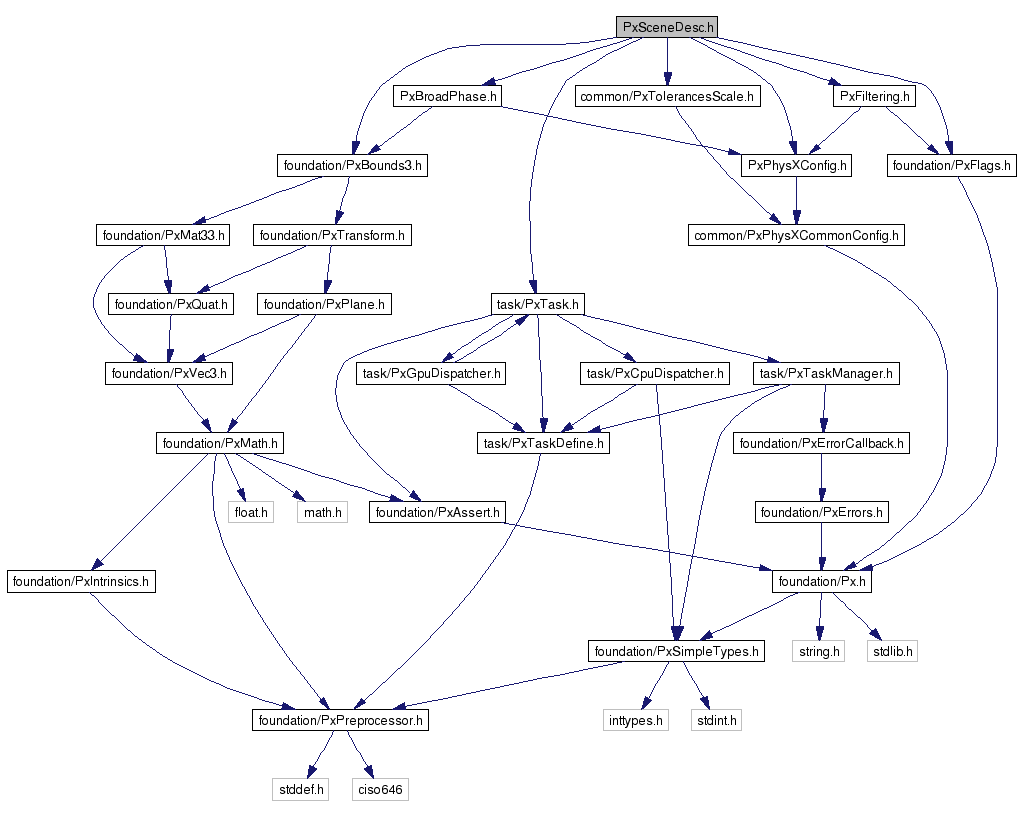 PxSceneDesc.h
PxBroadPhase.h
common/PxTolerancesScale.h
PxFiltering.h
foundation/PxBounds3.h
PxPhysXConfig.h
foundation/PxFlags.h
foundation/PxMat33.h
foundation/PxTransform.h
common/PxPhysXCommonConfig.h
foundation/PxQuat.h
foundation/PxPlane.h
task/PxTask.h
foundation/PxVec3.h
task/PxGpuDispatcher.h
task/PxCpuDispatcher.h
task/PxTaskManager.h
foundation/PxMath.h
task/PxTaskDefine.h
foundation/PxErrorCallback.h
float.h
math.h
foundation/PxAssert.h
foundation/PxErrors.h
foundation/PxIntrinsics.h
foundation/Px.h
foundation/PxSimpleTypes.h
string.h
stdlib.h
foundation/PxPreprocessor.h
inttypes.h
stdint.h
stddef.h
ciso646